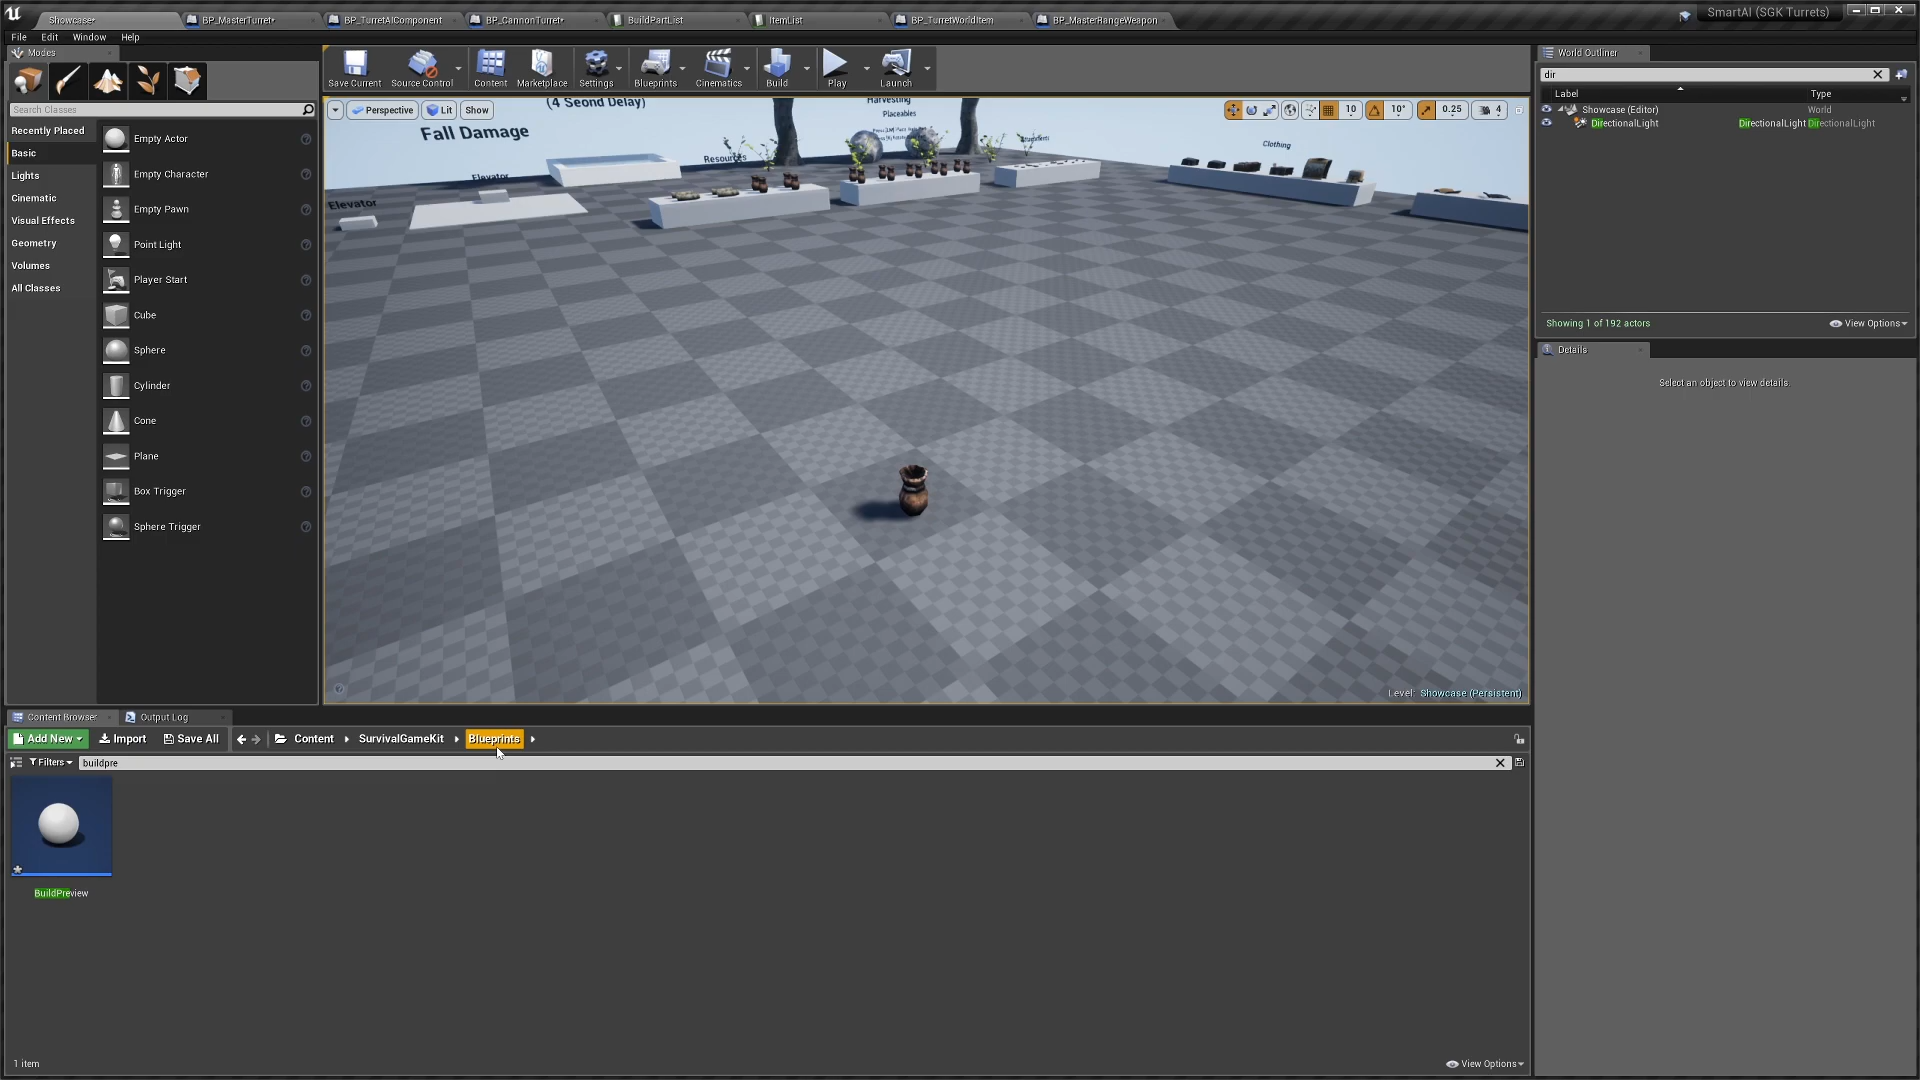 Showcase*
BP_MasterTurret*
BP_TurretAIComponent
BP_CannonTurret*
BuildPartList
ItemList
BP_TurretWorldItem
BP_MasterRangeWeapon
SmartAI (SGK Turrets)
File Edit Window Help
Modes
Search Classes
Recently Placed
Basic
Lights
Cinematic
Visual Effects
Geometry
Volumes
All Classes
Empty Actor
Empty Character
Empty Pawn
Point Light
Player Start
Cube
Sphere
Cylinder
Cone
Plane
Box Trigger
Sphere Trigger
Save Current
Source Control
Content
Marketplace
Settings
Blueprints
Cinematics
Build
Play
Launch
Perspective
Lit
Show
10
10°
0.25
4
(4 Seond Delay)
Fall Damage
Harvesting
Placeables
Resources
Elevator
Elevator
Clothing
Level: Showcase (Persistent)
World Outliner
dir
Label Type
Showcase (Editor) World
DirectionalLight DirectionalLight DirectionalLight
Showing 1 of 192 actors
View Options
Details
Select an object to view details.
Content Browser
Output Log
Add New
Import
Save All
Content
SurvivalGameKit
Blueprints
Filters
buildpre
BuildPreview
1 item
View Options